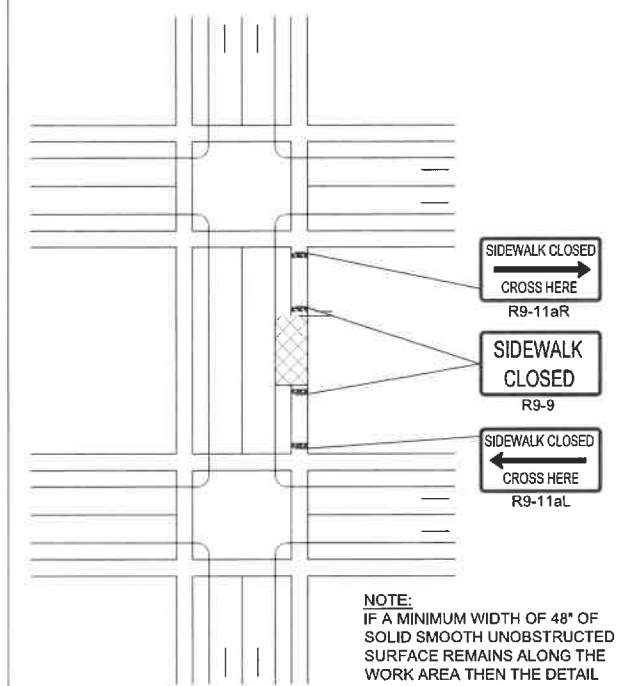 SIDEWALK CLOSED
CROSS HERE
R9-11aR
SIDEWALK
CLOSED
R9-9
SIDEWALK CLOSED
CROSS HERE
R9-11aL
NOTE:
IF A MINIMUM WIDTH OF 48" OF
SOLID SMOOTH UNOBSTRUCTED
SURFACE REMAINS ALONG THE
WORK AREA THEN THE DETAIL